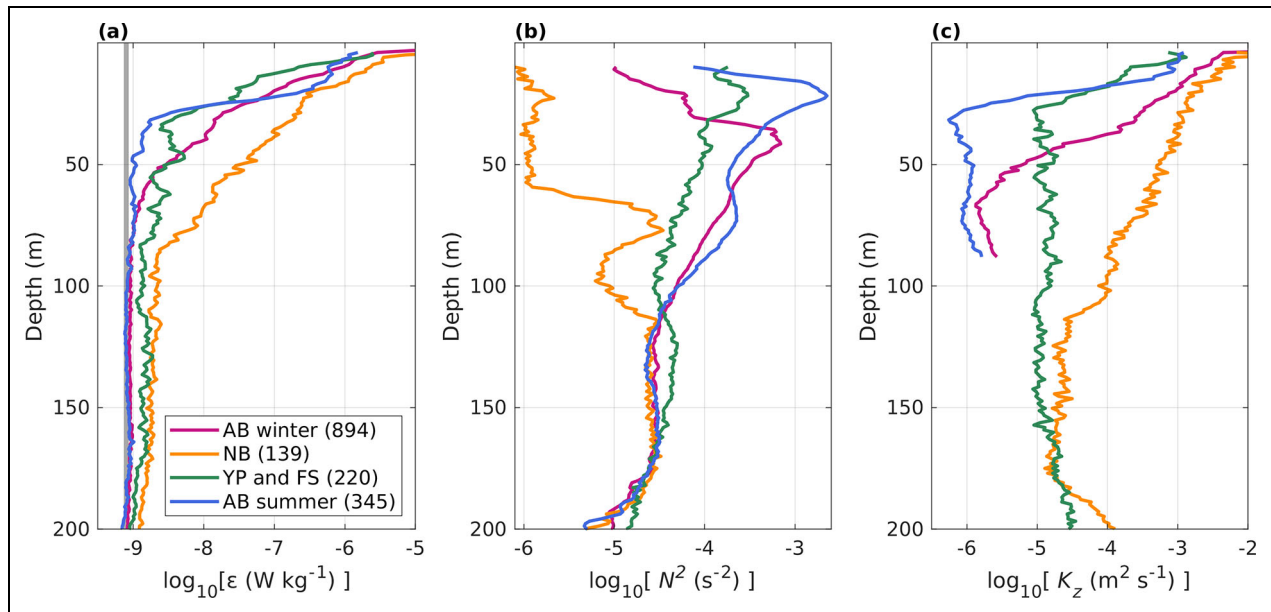 (a)
(b)
(c)
Depth (m)
50
100
150
200
AB winter (894)
NB (139)
YP and FS (220)
AB summer (345)
-9 -8 -7 -6 -5
log₁₀[ε (W kg⁻¹) ]
Depth (m)
50
100
150
200
-6 -5 -4 -3
log₁₀[ N² (s⁻²) ]
Depth (m)
50
100
150
200
-6 -5 -4 -3 -2
log₁₀[ K_z (m² s⁻¹) ]